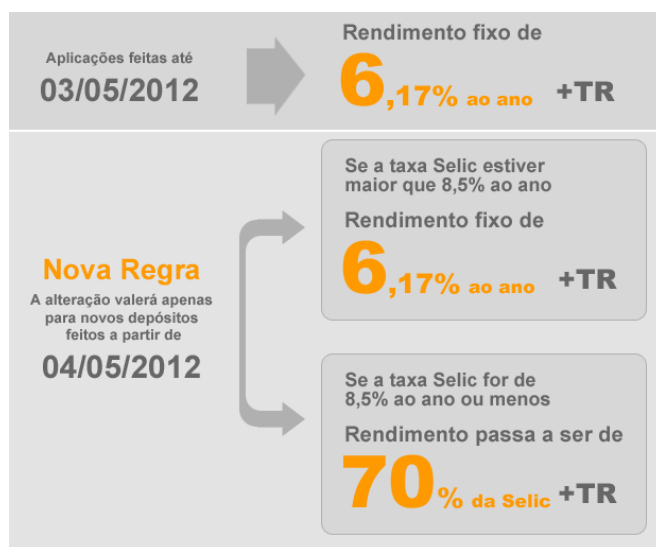 Aplicações feitas até
03/05/2012
Rendimento fixo de
6,17% ao ano +TR
Nova Regra
A alteração valerá apenas
para novos depósitos
feitos a partir de
04/05/2012
Se a taxa Selic estiver
maior que 8,5% ao ano
Rendimento fixo de
6,17% ao ano +TR
Se a taxa Selic for de
8,5% ao ano ou menos
Rendimento passa a ser de
70% da Selic +TR